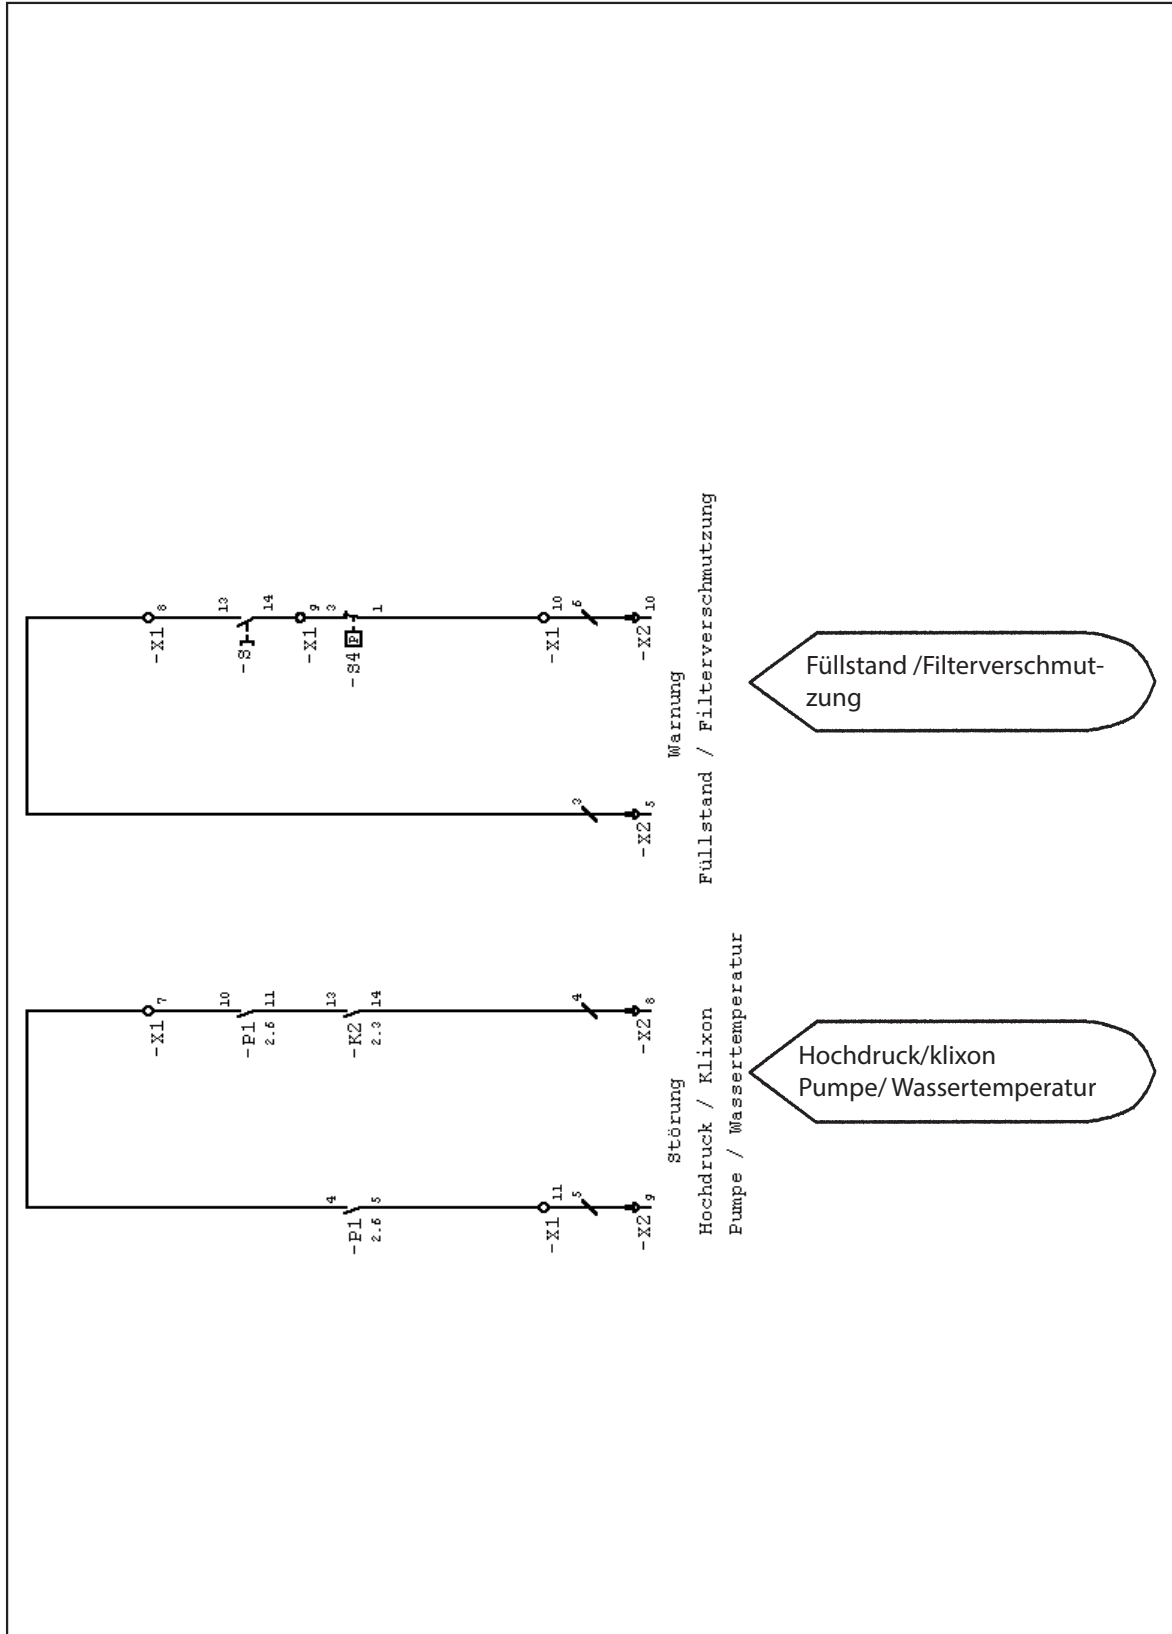 4
-P1
2.6
5
-X1
11
5
-X2
9
-X1
7
10
-P1
2.6
11
13
-K2
2.3
14
4
-X2
8
Störung
Hochdruck / Klixon
Pumpe / Wassertemperatur
3
-X2
5
-X1
8
13
-S1
14
-X1
9
3
-S4
P
1
-X1
10
6
-X2
10
Warnung
Füllstand / Filterverschmutzung
Füllstand /Filterverschmut-
zung
Hochdruck/klixon
Pumpe/ Wassertemperatur